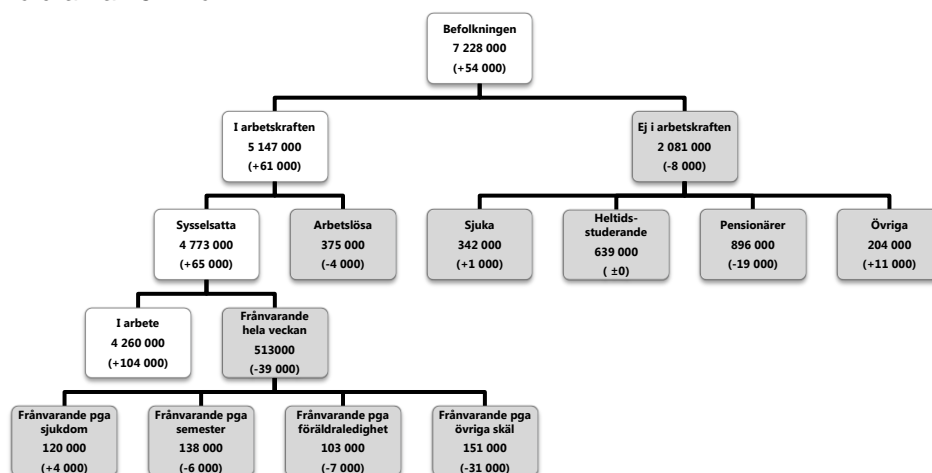 Befolkningen
7 228 000
(+54 000)
I arbetskraften
5 147 000
(+61 000)
Ej i arbetskraften
2 081 000
(-8 000)
Sysselsatta
4 773 000
(+65 000)
Arbetslösa
375 000
(-4 000)
Sjuka
342 000
(+1 000)
Heltids-
studerande
639 000
( ±0)
Pensionärer
896 000
(-19 000)
Övriga
204 000
(+11 000)
I arbete
4 260 000
(+104 000)
Frånvarande
hela veckan
513000
(-39 000)
Frånvarande pga
sjukdom
120 000
(+4 000)
Frånvarande pga
semester
138 000
(-6 000)
Frånvarande pga
föräldraledighet
103 000
(-7 000)
Frånvarande pga
övriga skäl
151 000
(-31 000)